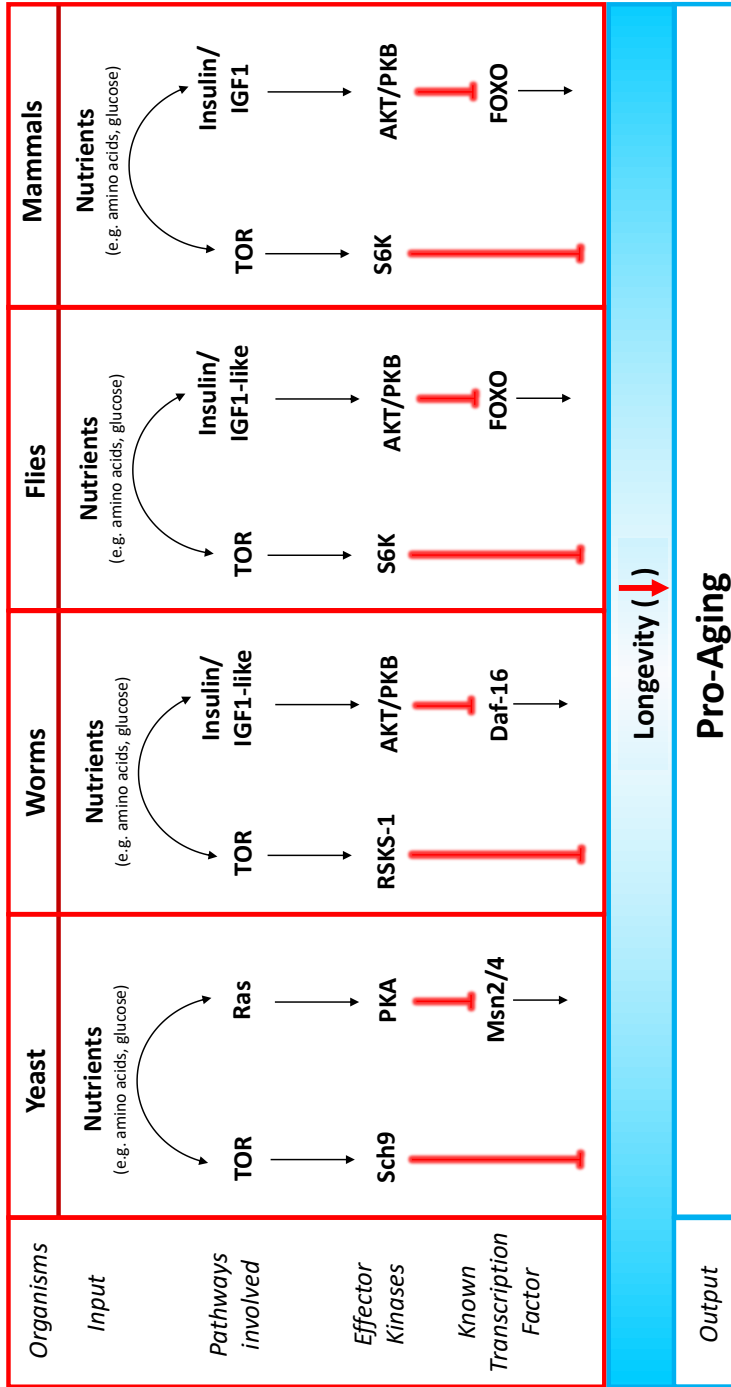 Organisms
Yeast
Worms
Flies
Mammals
Input
Nutrients
(e.g. amino acids, glucose)
Nutrients
(e.g. amino acids, glucose)
Nutrients
(e.g. amino acids, glucose)
Nutrients
(e.g. amino acids, glucose)
Pathways
involved
TOR
Ras
TOR
Insulin/
IGF1-like
TOR
Insulin/
IGF1-like
TOR
Insulin/
IGF1
Effector
Kinases
Sch9
PKA
RSKS-1
AKT/PKB
S6K
AKT/PKB
S6K
AKT/PKB
Known
Transcription
Factor
Msn2/4
Daf-16
FOXO
FOXO
Longevity (↓)
Output
Pro-Aging